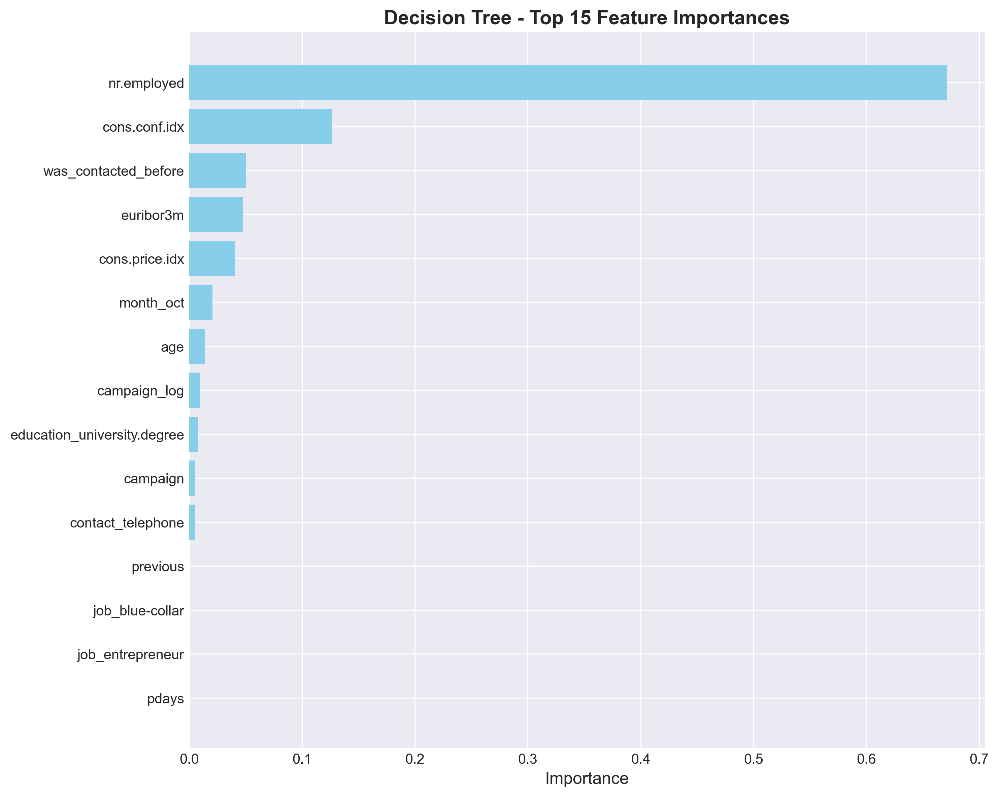 Decision Tree - Top 15 Feature Importances
nr.employed
cons.conf.idx
was_contacted_before
euribor3m
cons.price.idx
month_oct
age
campaign_log
education_university.degree
campaign
contact_telephone
previous
job_blue-collar
job_entrepreneur
pdays
0.0 0.1 0.2 0.3 0.4 0.5 0.6 0.7
Importance